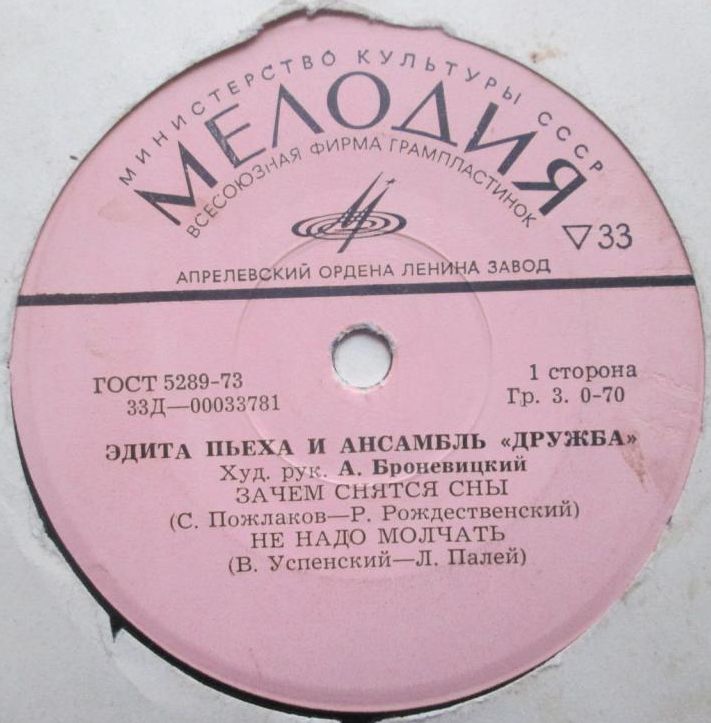 МИНИСТЕРСТВО КУЛЬТУРЫ СССР
МЕЛОДИЯ
ВСЕСОЮЗНАЯ ФИРМА ГРАМПЛАСТИНОК
▽33
АПРЕЛЕВСКИЙ ОРДЕНА ЛЕНИНА ЗАВОД
ГОСТ 5289-73
33Д—00033781
1 сторона
Гр. 3. 0-70
ЭДИТА ПЬЕХА И АНСАМБЛЬ «ДРУЖБА»
Худ. рук. А. Броневицкий
ЗАЧЕМ СНЯТСЯ СНЫ
(С. Пожлаков—Р. Рождественский)
НЕ НАДО МОЛЧАТЬ
(В. Успенский—Л. Палей)